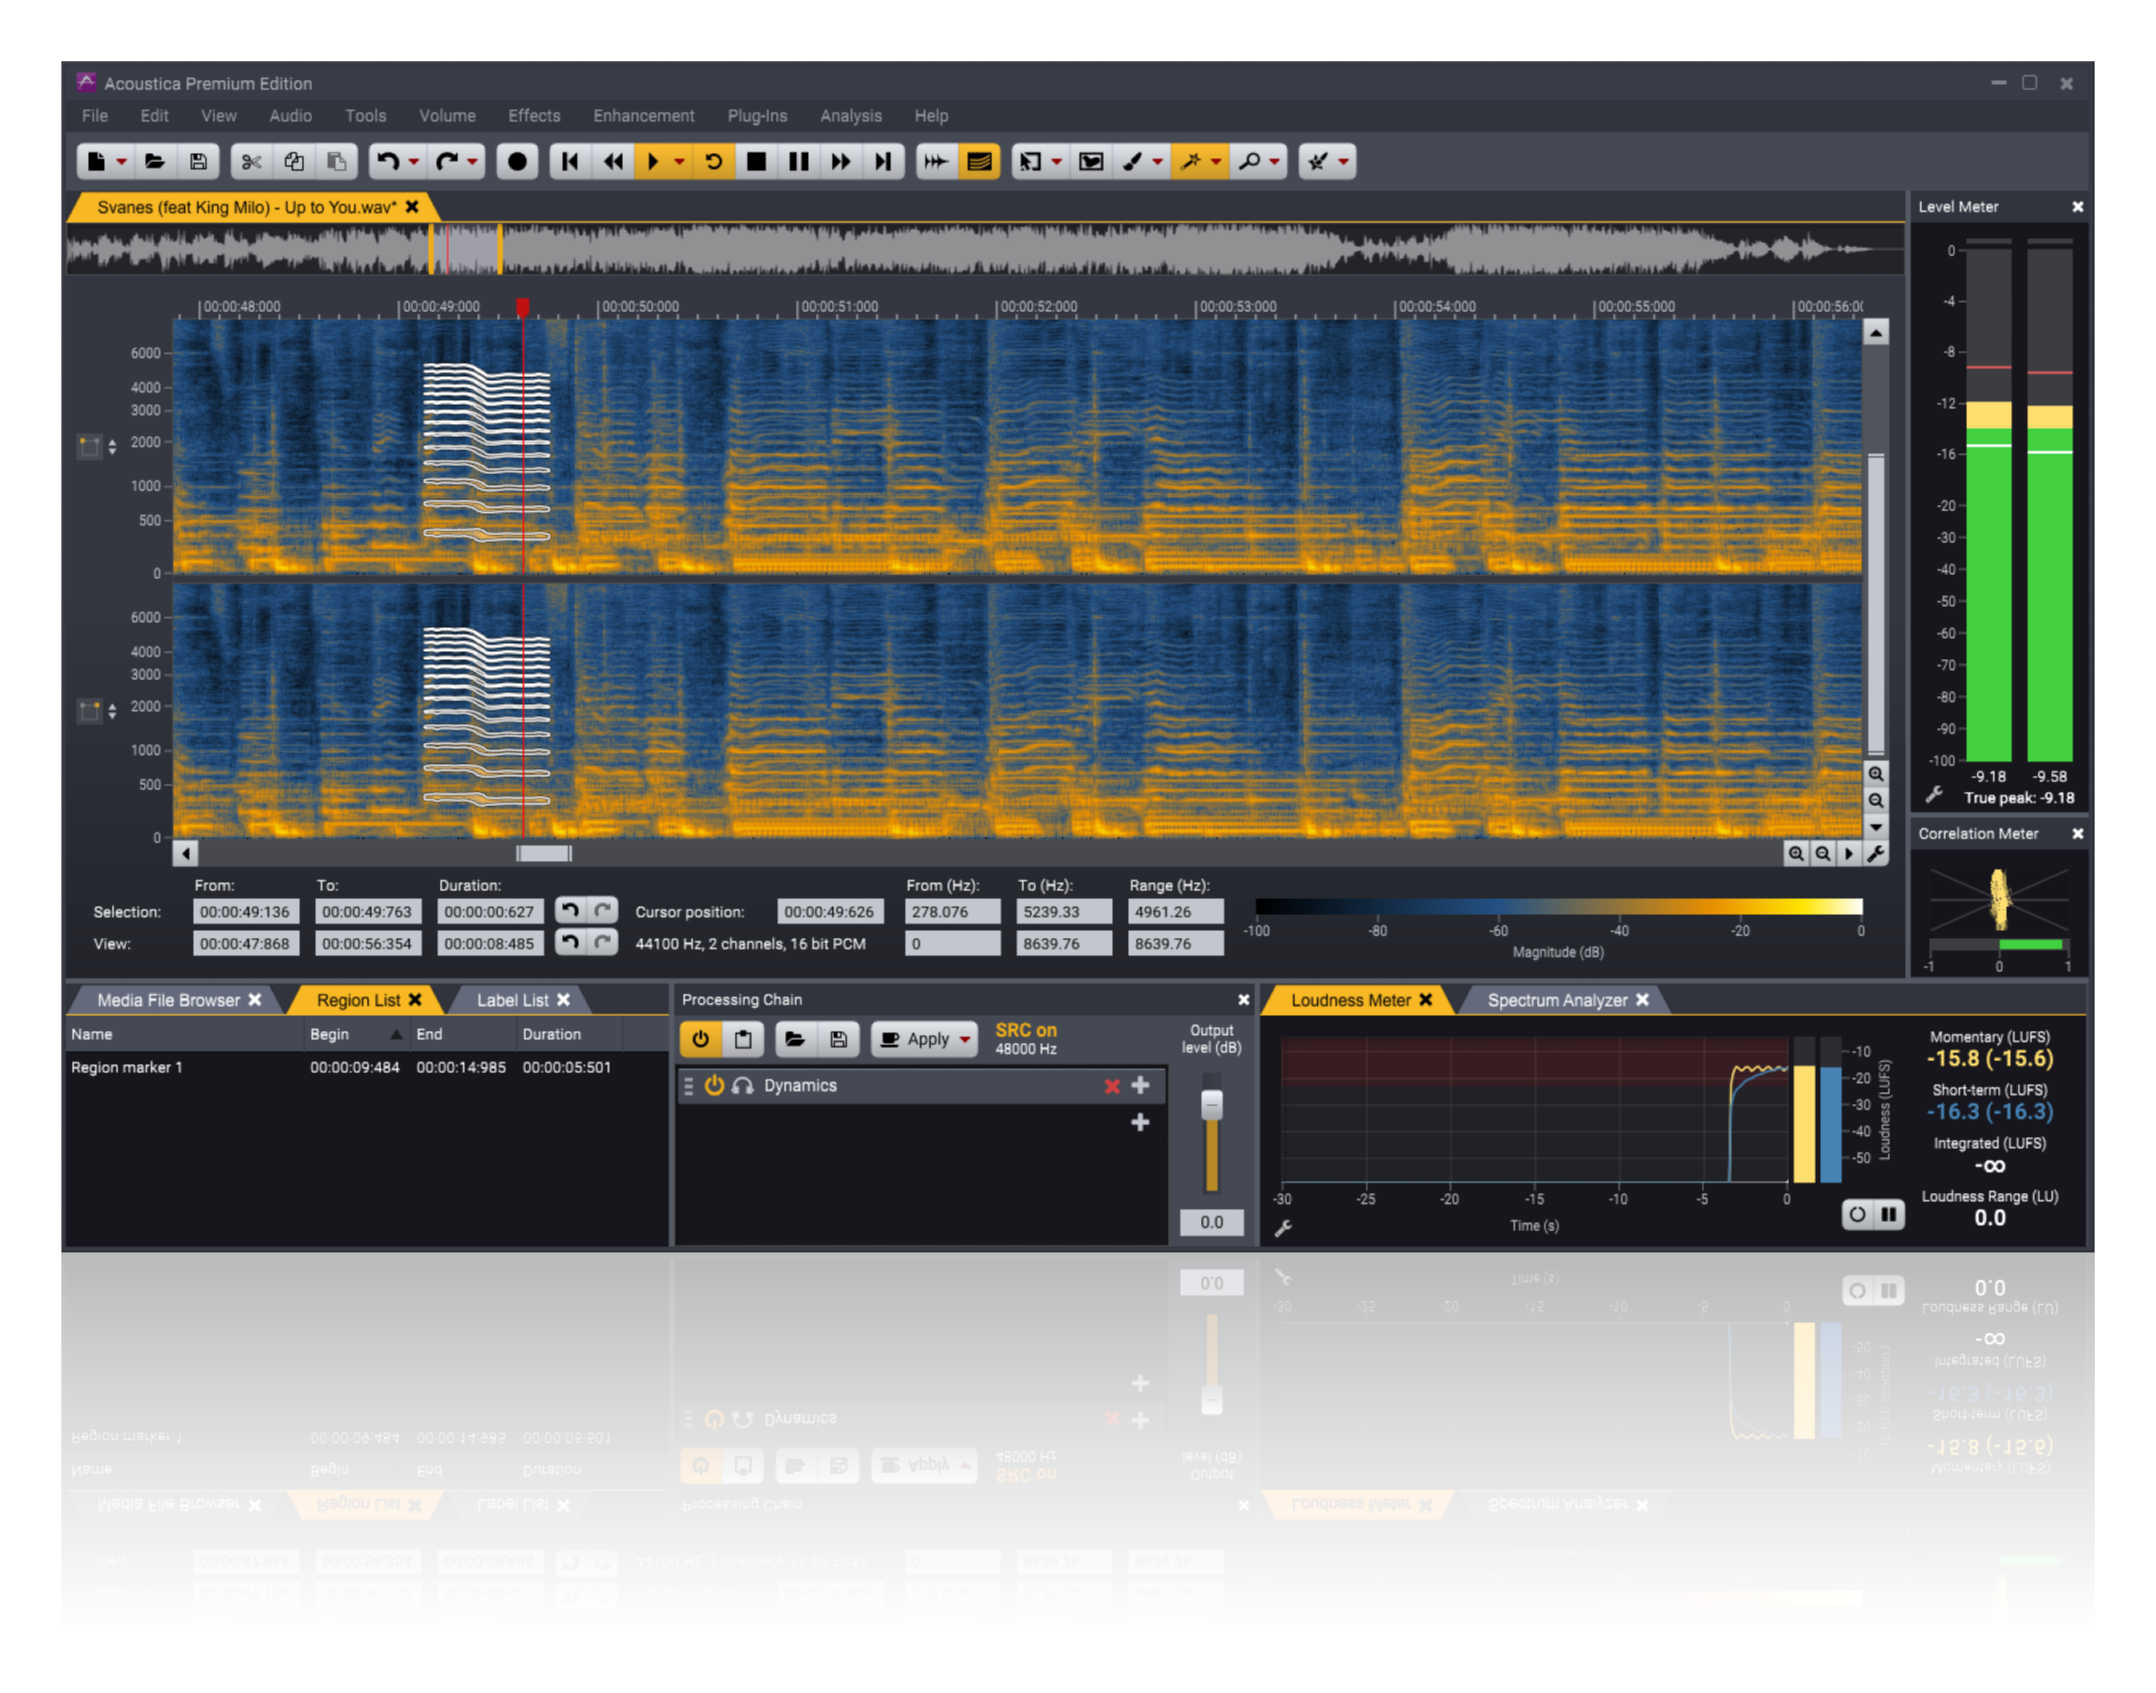 Acoustica Premium Edition
File Edit View Audio Tools Volume Effects Enhancement Plug-Ins Analysis Help
Svanes (feat King Milo) - Up to You.wav*
00:00:48:000 00:00:49:000 00:00:50:000 00:00:51:000 00:00:52:000 00:00:53:000 00:00:54:000 00:00:55:000
6000
4000
3000
2000
1000
500
0
6000
4000
3000
2000
1000
500
0
From: To: Duration: From (Hz): To (Hz): Range (Hz):
Selection: 00:00:49:136 00:00:49:763 00:00:00:627 Cursor position: 00:00:49:626 278.076 5239.33 4961.26
View: 00:00:47:868 00:00:56:354 00:00:08:485 44100 Hz, 2 channels, 16 bit PCM 0 8639.76 8639.76
-100 -80 -60 -40 -20 0
Magnitude (dB)
Level Meter
0
-4
-8
-12
-16
-20
-30
-40
-50
-60
-70
-80
-90
-100
-9.18 -9.58
True peak: -9.18
Correlation Meter
-1 0 1
Media File Browser Region List Label List
Name Begin End Duration
Region marker 1 00:00:09:484 00:00:14:985 00:00:05:501
Processing Chain
Apply SRC on
48000 Hz
Output
level (dB)
Dynamics
0.0
Loudness Meter Spectrum Analyzer
-10
-20
-30
-40
-50
Loudness (LUFS)
-30 -25 -20 -15 -10 -5 0
Time (s)
Momentary (LUFS)
-15.8 (-15.6)
Short-term (LUFS)
-16.3 (-16.3)
Integrated (LUFS)
-∞
Loudness Range (LU)
0.0